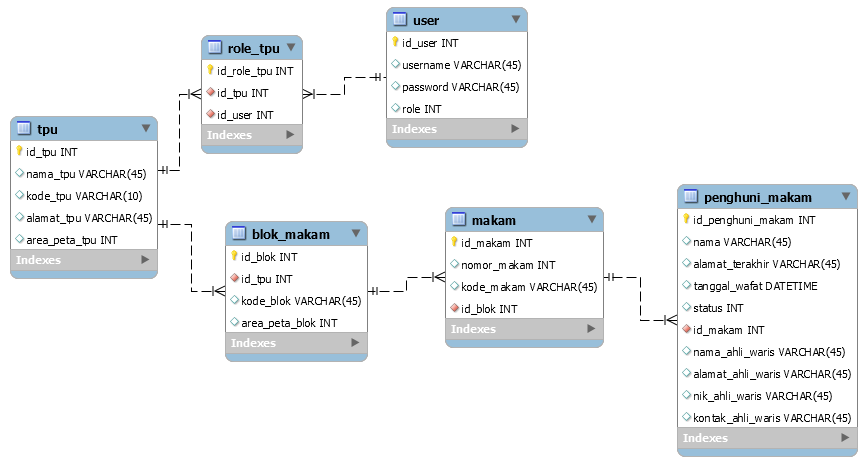 user
id_user INT
username VARCHAR(45)
password VARCHAR(45)
role INT
Indexes
role_tpu
id_role_tpu INT
id_tpu INT
id_user INT
Indexes
tpu
id_tpu INT
nama_tpu VARCHAR(45)
kode_tpu VARCHAR(10)
alamat_tpu VARCHAR(45)
area_peta_tpu INT
Indexes
blok_makam
id_blok INT
id_tpu INT
kode_blok VARCHAR(45)
area_peta_blok INT
Indexes
makam
id_makam INT
nomor_makam INT
kode_makam VARCHAR(45)
id_blok INT
Indexes
penghuni_makam
id_penghuni_makam INT
nama VARCHAR(45)
alamat_terakhir VARCHAR(45)
tanggal_wafat DATETIME
status INT
id_makam INT
nama_ahli_waris VARCHAR(45)
alamat_ahli_waris VARCHAR(45)
nik_ahli_waris VARCHAR(45)
kontak_ahli_waris VARCHAR(45)
Indexes